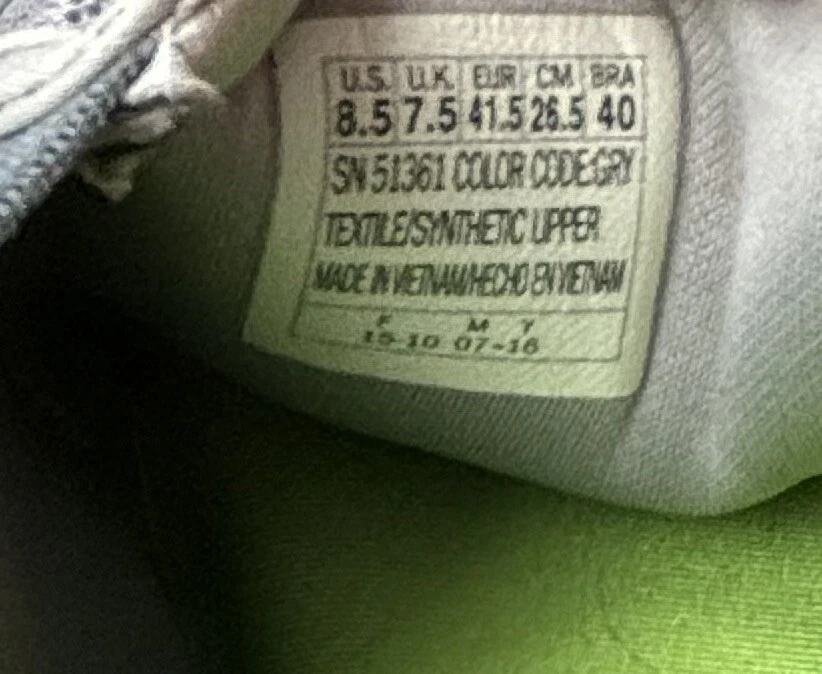 U.S. U.K. EUR CM BRA
8.5 7.5 41.5 26.5 40
SN 51361 COLOR CODE:GRY
TEXTILE/SYNTHETIC UPPER
MADE IN VIETNAM/HECHO EN VIETNAM
F M Y
15-10 07-16